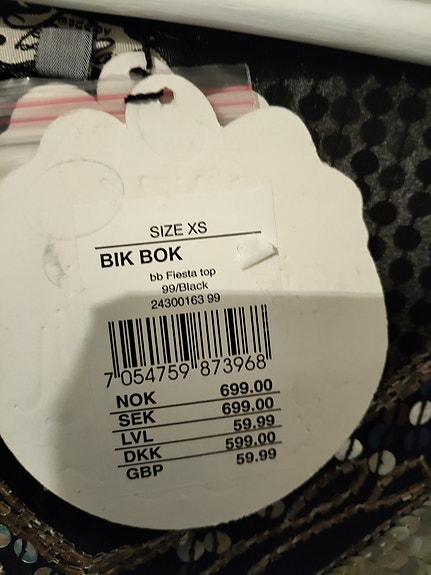 SIZE XS
BIK BOK
bb Fiesta top
99/Black
24300163 99
7 054759 873968
NOK 699.00
SEK 699.00
LVL 59.99
DKK 599.00
GBP 59.99